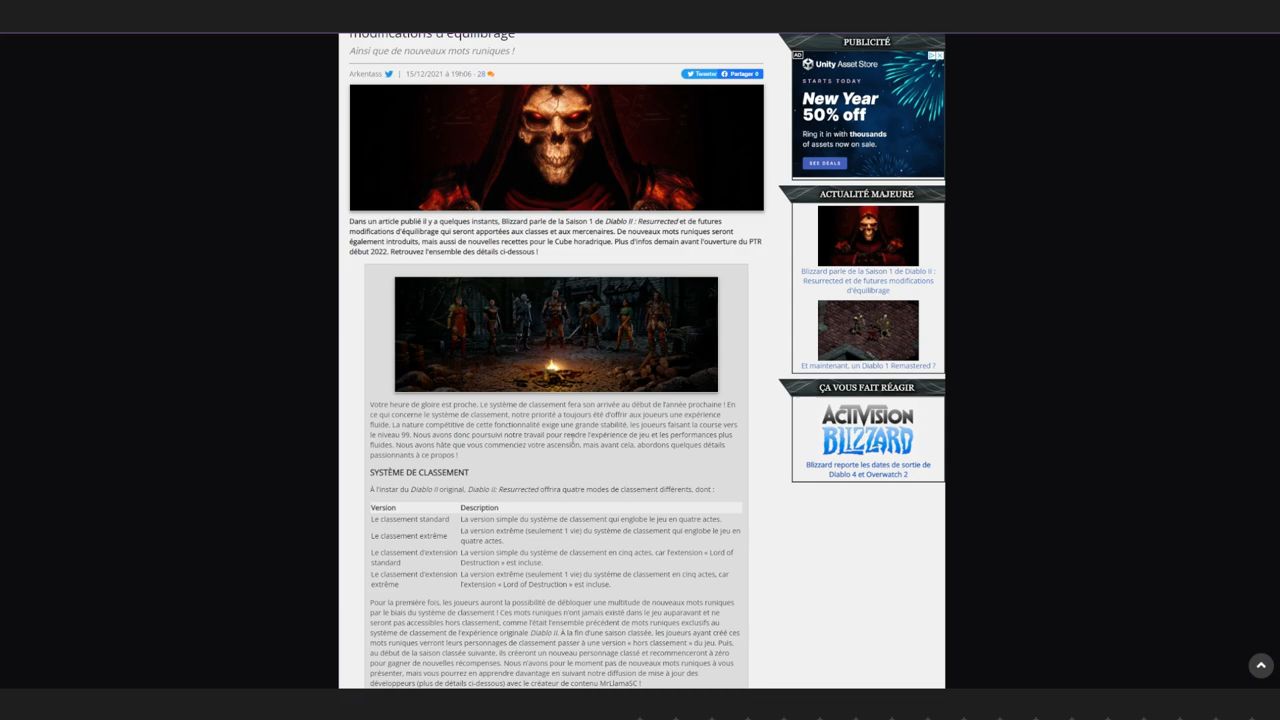 modifications d'équilibrage
Ainsi que de nouveaux mots runiques !
Arkentass | 15/12/2021 à 19h06 - 28
Tweeter Partager 0
Dans un article publié il y a quelques instants, Blizzard parle de la Saison 1 de Diablo II : Resurrected et de futures
modifications d'équilibrage qui seront apportées aux classes et aux mercenaires. De nouveaux mots runiques seront
également introduits, mais aussi de nouvelles recettes pour le Cube horadrique. Plus d'infos demain avant l'ouverture du PTR
début 2022. Retrouvez l'ensemble des détails ci-dessous !
Votre heure de gloire est proche. Le système de classement fera son arrivée au début de l'année prochaine ! En
ce qui concerne le système de classement, notre priorité a toujours été d'offrir aux joueurs une expérience
fluide. La nature compétitive de cette fonctionnalité exige une grande stabilité, les joueurs faisant la course vers
le niveau 99. Nous avons donc poursuivi notre travail pour rendre l'expérience de jeu et les performances plus
fluides. Nous avons hâte que vous commenciez votre ascension, mais avant cela, abordons quelques détails
passionnants à ce propos !
SYSTÈME DE CLASSEMENT
À l'instar du Diablo II original, Diablo II: Resurrected offrira quatre modes de classement différents, dont :
Version Description
Le classement standard La version simple du système de classement qui englobe le jeu en quatre actes.
Le classement extrême La version extrême (seulement 1 vie) du système de classement qui englobe le jeu en
quatre actes.
Le classement d'extension La version simple du système de classement en cinq actes, car l'extension « Lord of
standard Destruction » est incluse.
Le classement d'extension La version extrême (seulement 1 vie) du système de classement en cinq actes, car
extrême l'extension « Lord of Destruction » est incluse.
Pour la première fois, les joueurs auront la possibilité de débloquer une multitude de nouveaux mots runiques
par le biais du système de classement ! Ces mots runiques n'ont jamais existé dans le jeu auparavant et ne
seront pas accessibles hors classement, comme l'était l'ensemble précédent de mots runiques exclusifs au
système de classement de l'expérience originale Diablo II. À la fin d'une saison classée, les joueurs ayant créé ces
mots runiques verront leurs personnages de classement passer à une version « hors classement » du jeu. Puis,
au début de la saison classée suivante, ils créeront un nouveau personnage classé et recommenceront à zéro
pour gagner de nouvelles récompenses. Nous n'avons pour le moment pas de nouveaux mots runiques à vous
présenter, mais vous pourrez en apprendre davantage en suivant notre diffusion de mise à jour des
développeurs (plus de détails ci-dessous) avec le créateur de contenu MrLlamaSC !
PUBLICITÉ
AD
Unity Asset Store
STARTS TODAY
New Year
50% off
Ring it in with thousands
of assets now on sale.
SEE DEALS
ACTUALITÉ MAJEURE
Blizzard parle de la Saison 1 de Diablo II :
Resurrected et de futures modifications
d'équilibrage
Et maintenant, un Diablo 1 Remastered ?
ÇA VOUS FAIT RÉAGIR
ACTIVISION
BLIZZARD
Blizzard reporte les dates de sortie de
Diablo 4 et Overwatch 2